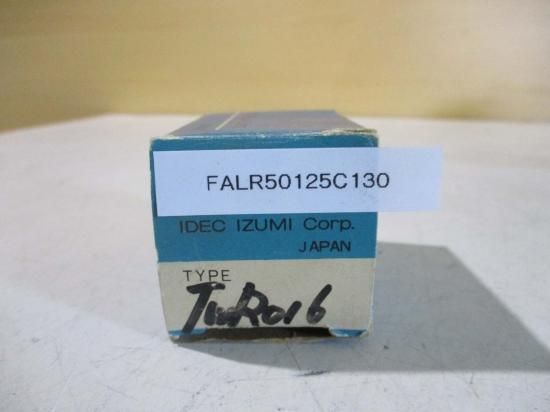 FALR50125C130
IDEC IZUMI Corp.
JAPAN
TYPE
TWR016